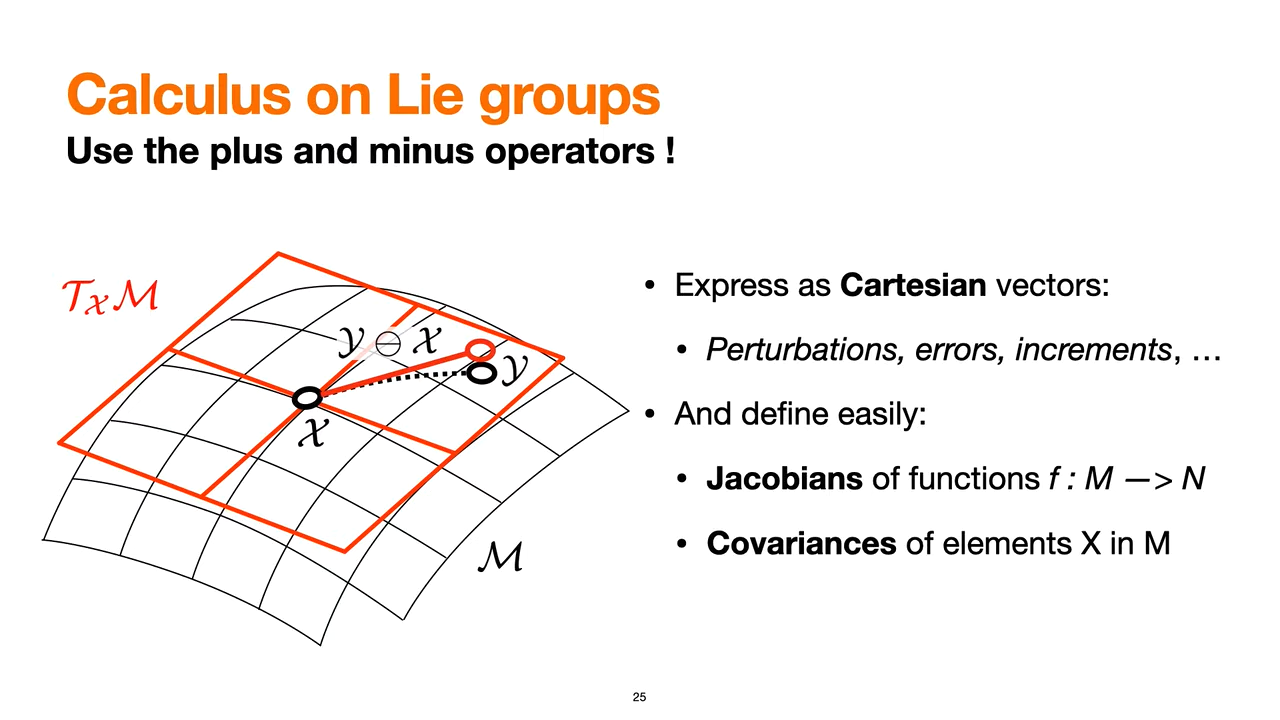 Calculus on Lie groups
Use the plus and minus operators !
𝒯_𝒳 ℳ
𝒴 ⊖ 𝒳
𝒴
𝒳
ℳ
• Express as Cartesian vectors:
• Perturbations, errors, increments, …
• And define easily:
• Jacobians of functions f : M —> N
• Covariances of elements X in M
25